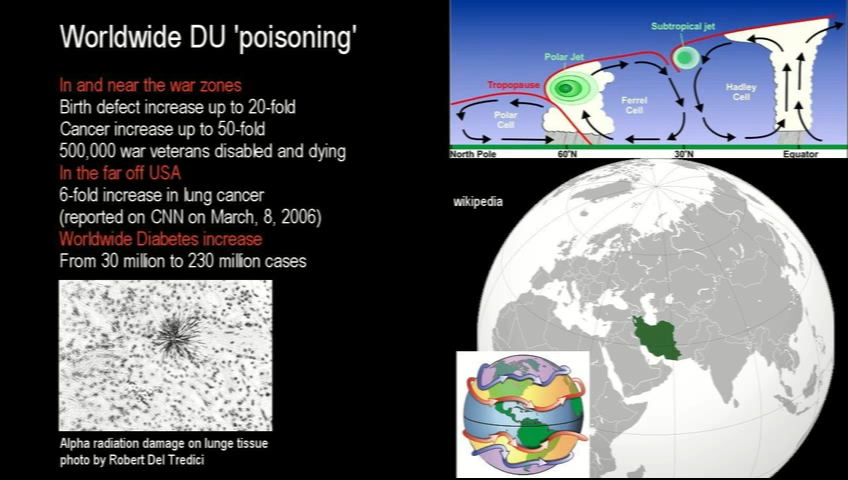 Worldwide DU 'poisoning'
In and near the war zones
Birth defect increase up to 20-fold
Cancer increase up to 50-fold
500,000 war veterans disabled and dying
In the far off USA
6-fold increase in lung cancer
(reported on CNN on March, 8, 2006)
Worldwide Diabetes increase
From 30 million to 230 million cases
Alpha radiation damage on lunge tissue
photo by Robert Del Tredici
Subtropical jet
Polar Jet
Tropopause
Polar
Cell
Ferrel
Cell
Hadley
Cell
North Pole
60°N
30°N
Equator
wikipedia